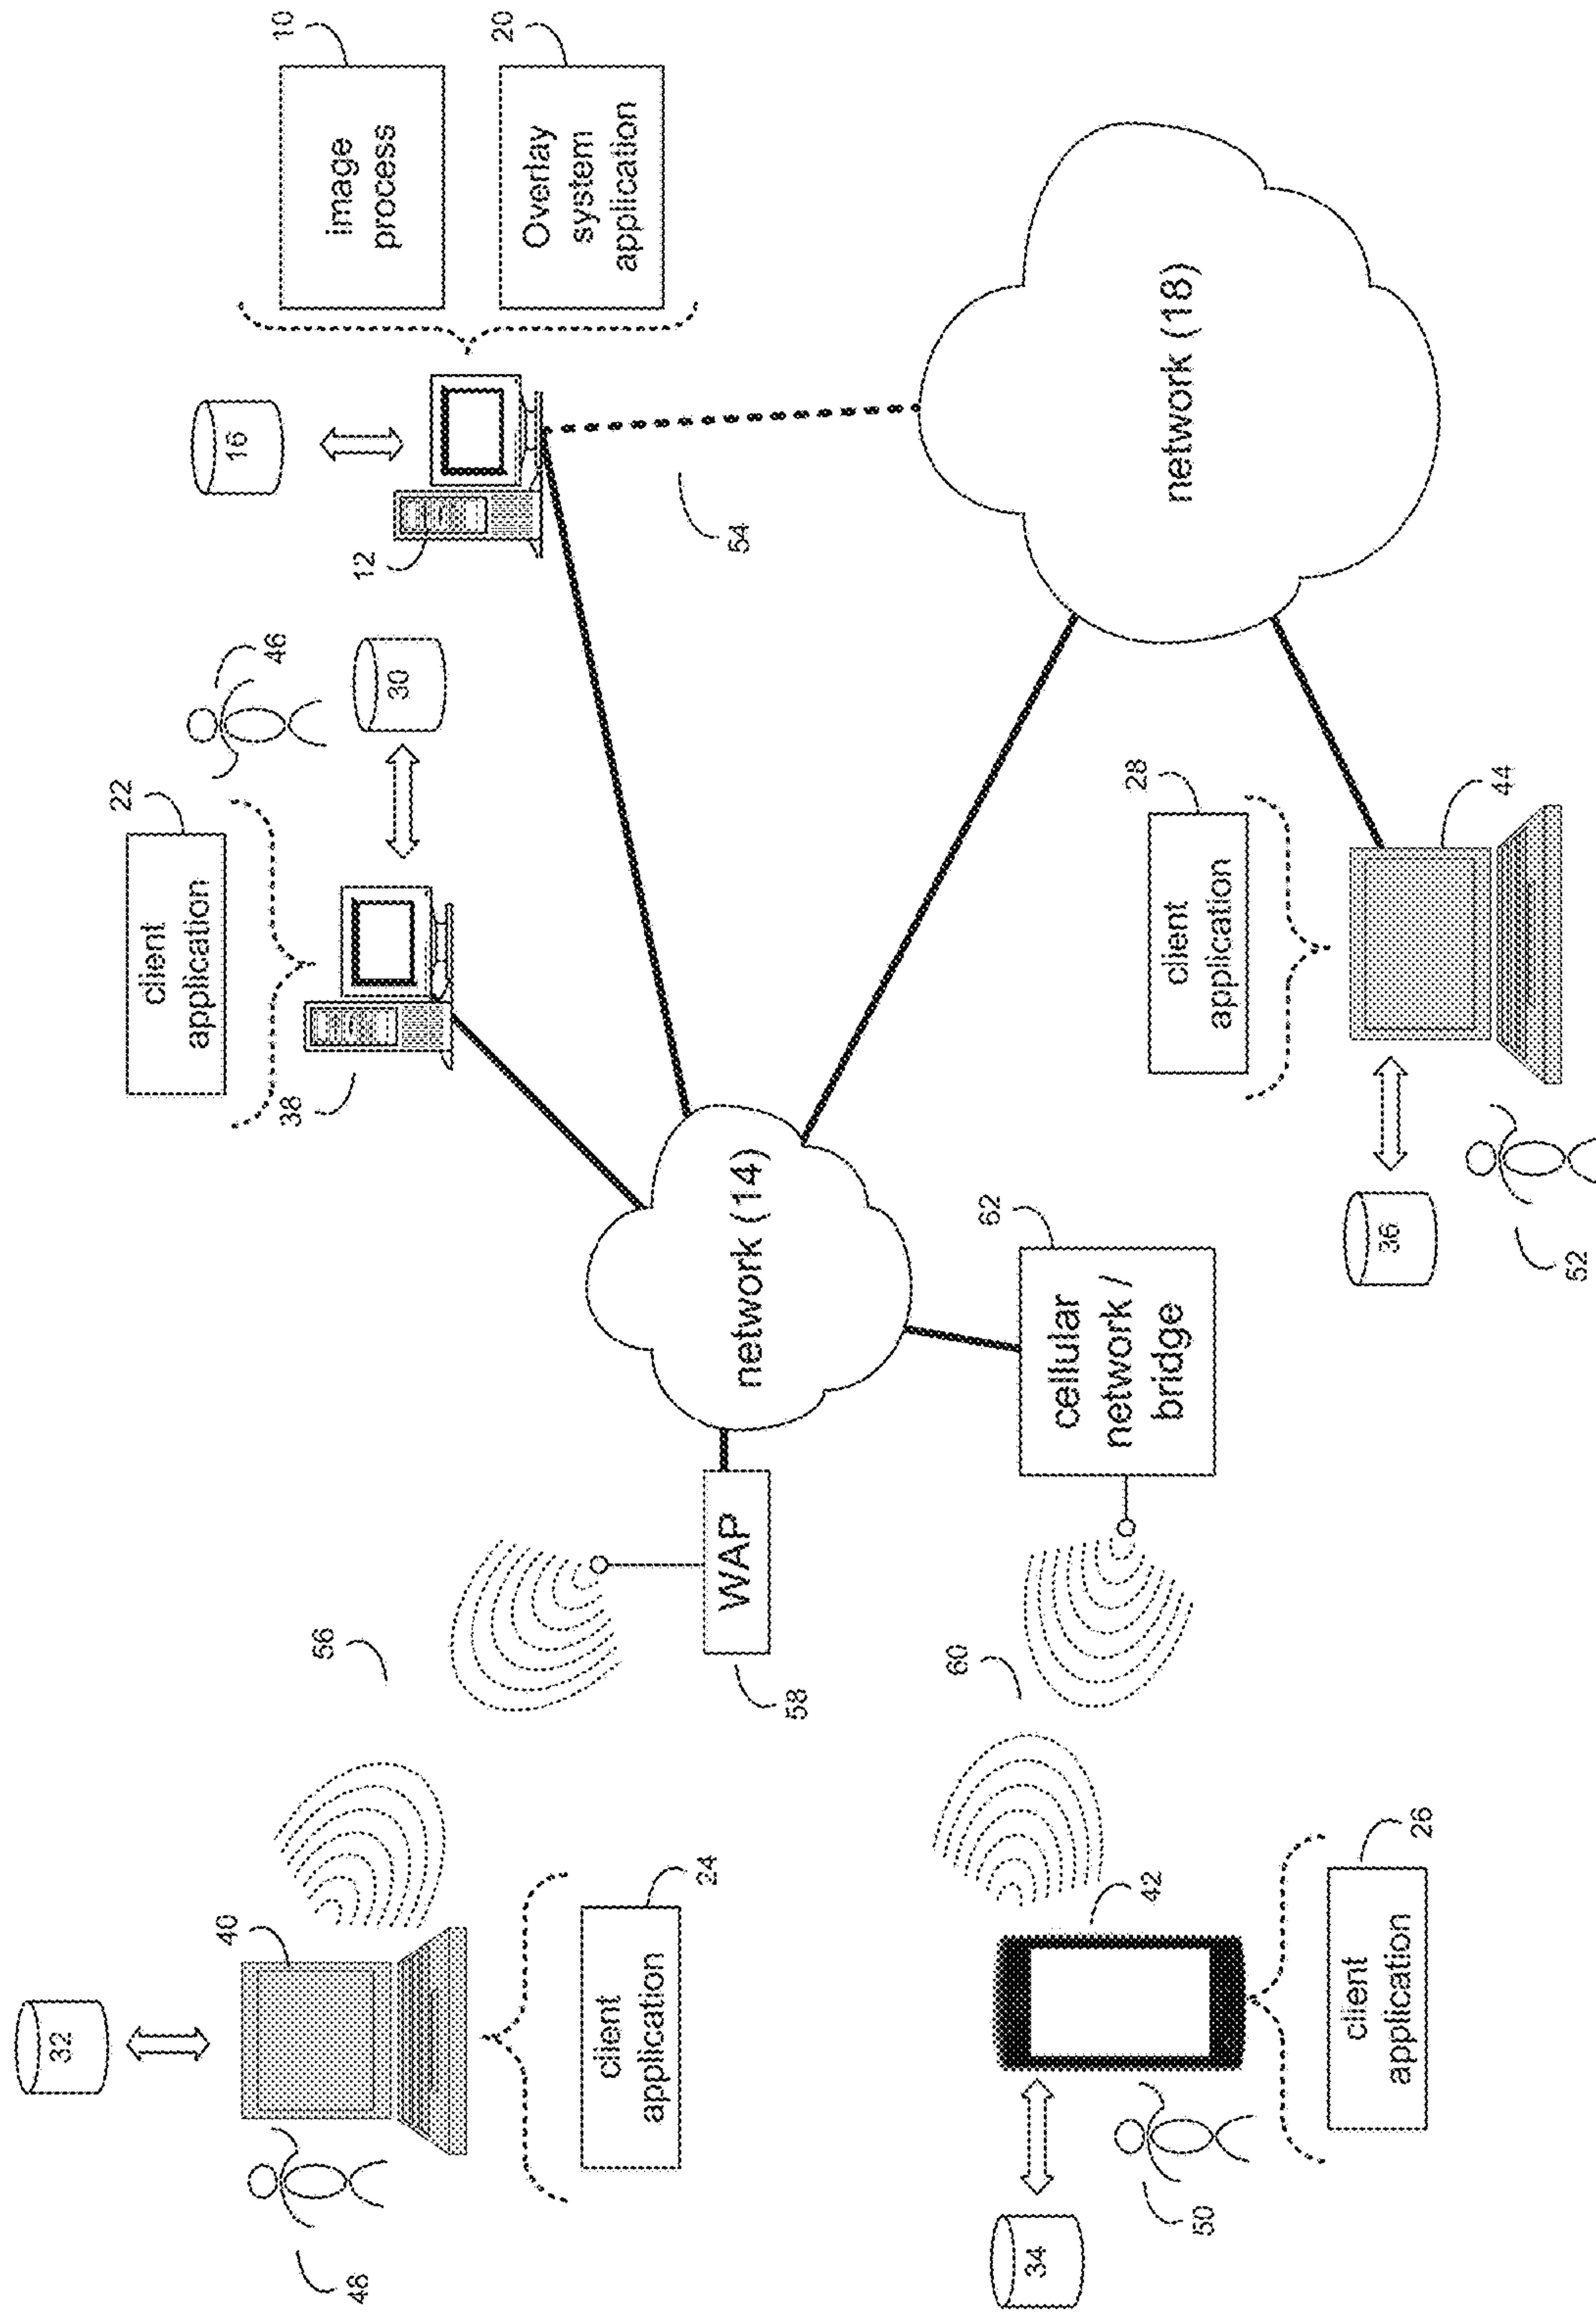 32
22
client
application
16
40
46
10
38
56
image
process
48
12
30
20
Overlay
system
application
client
application
24
54
WAP
network (14)
58
60
62
34
cellular
network /
bridge
28
42
client
application
network (18)
50
client
application
36
26
44
52